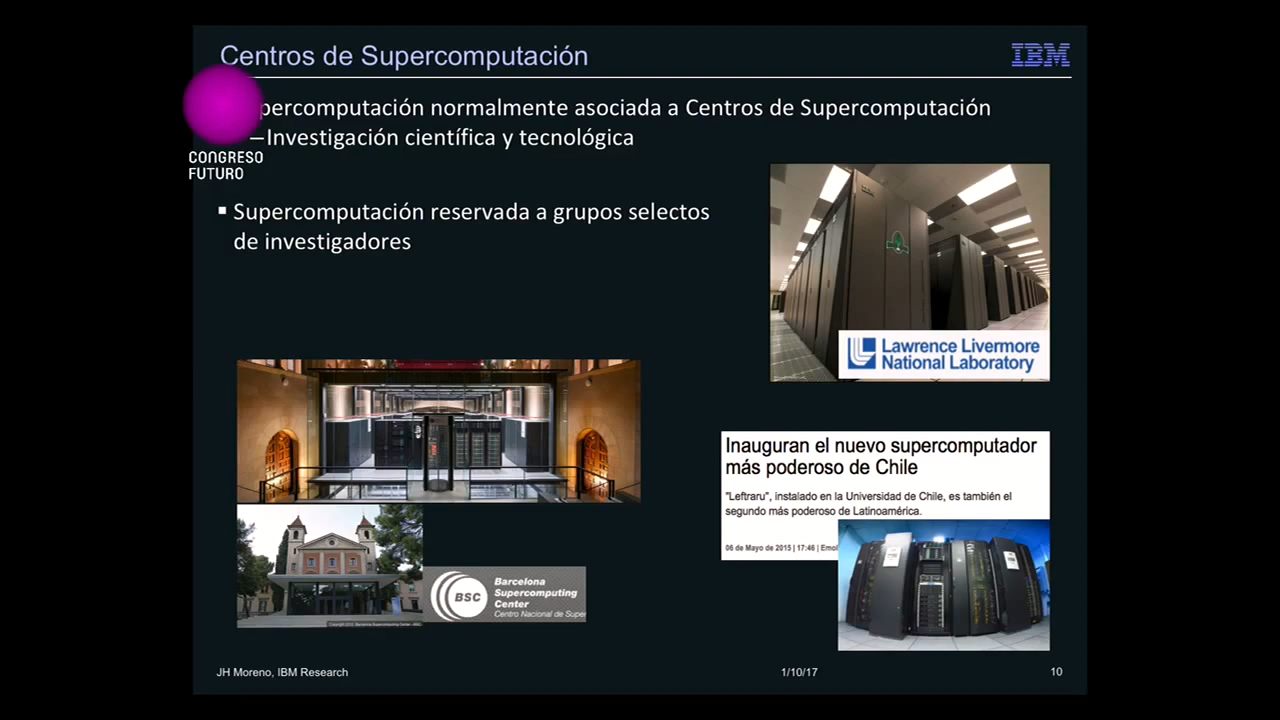 Centros de Supercomputación
IBM
percomputación normalmente asociada a Centros de Supercomputación
–Investigación científica y tecnológica
CONGRESO
FUTURO
▪ Supercomputación reservada a grupos selectos
de investigadores
Lawrence Livermore
National Laboratory
Inauguran el nuevo supercomputador
más poderoso de Chile
"Leftraru", instalado en la Universidad de Chile, es también el
segundo más poderoso de Latinoamérica.
06 de Mayo de 2015 | 17:46 | Emol
BSC
Barcelona
Supercomputing
Center
Centro Nacional de Supe
JH Moreno, IBM Research
1/10/17
10